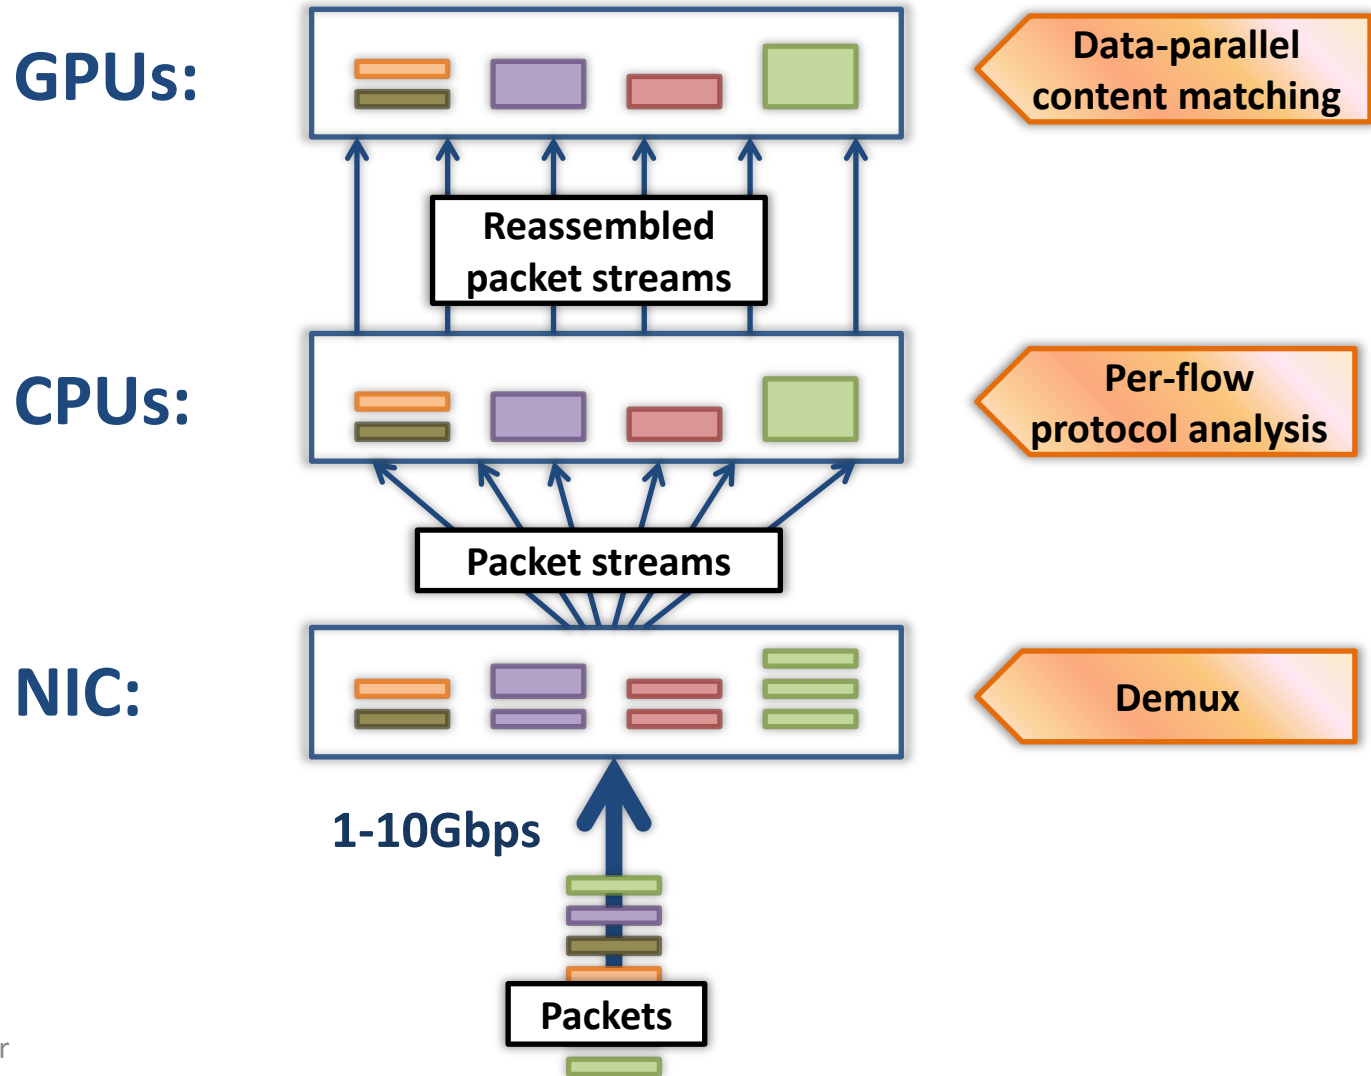 GPUs:
Data-parallel
content matching
Reassembled
packet streams
CPUs:
Per-flow
protocol analysis
Packet streams
NIC:
Demux
1-10Gbps
Packets
r